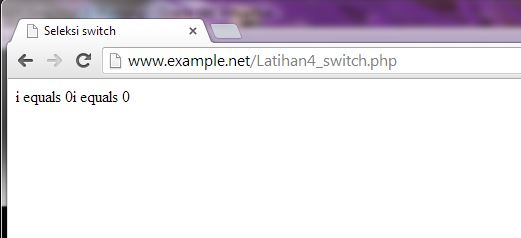 Seleksi switch
www.example.net/Latihan4_switch.php
i equals 0i equals 0